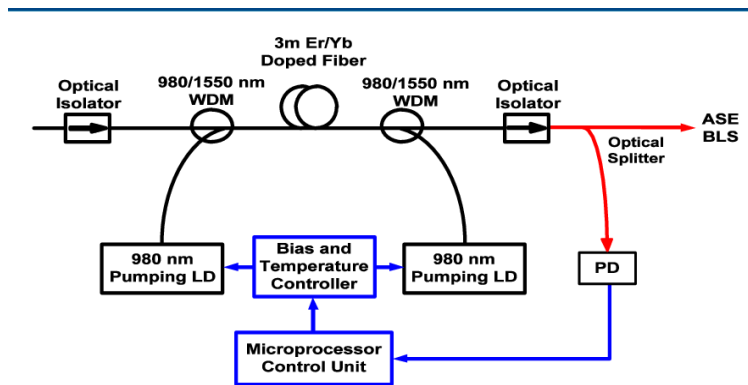 3m Er/Yb
Doped Fiber
Optical
Isolator
980/1550 nm
WDM
980/1550 nm
WDM
Optical
Isolator
ASE
BLS
Optical
Splitter
980 nm
Pumping LD
Bias and
Temperature
Controller
980 nm
Pumping LD
PD
Microprocessor
Control Unit